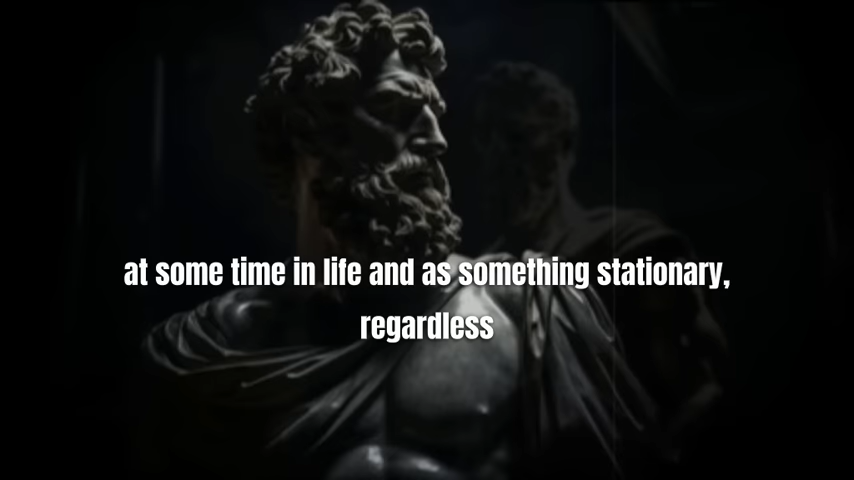 at some time in life and as something stationary,
regardless